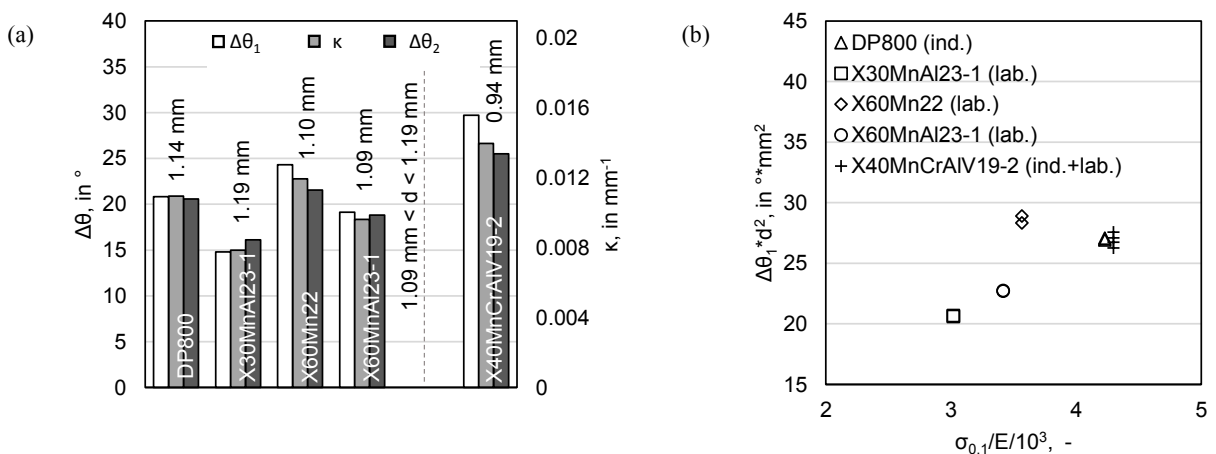 (a)
40
35
30
25
20
15
10
5
0
Δθ, in °
Δθ₁
κ
Δθ₂
1.14 mm
1.19 mm
1.10 mm
1.09 mm
1.09 mm < d < 1.19 mm
0.94 mm
DP800
X30MnAl23-1
X60Mn22
X60MnAl23-1
X40MnCrAlV19-2
0.02
0.016
0.012
0.008
0.004
0
κ, in mm⁻¹
(b)
40
35
30
25
20
15
Δθ₁*d², in °*mm²
DP800 (ind.)
X30MnAl23-1 (lab.)
X60Mn22 (lab.)
X60MnAl23-1 (lab.)
X40MnCrAlV19-2 (ind.+lab.)
2
3
4
5
σ₀.₁/E/10³, -